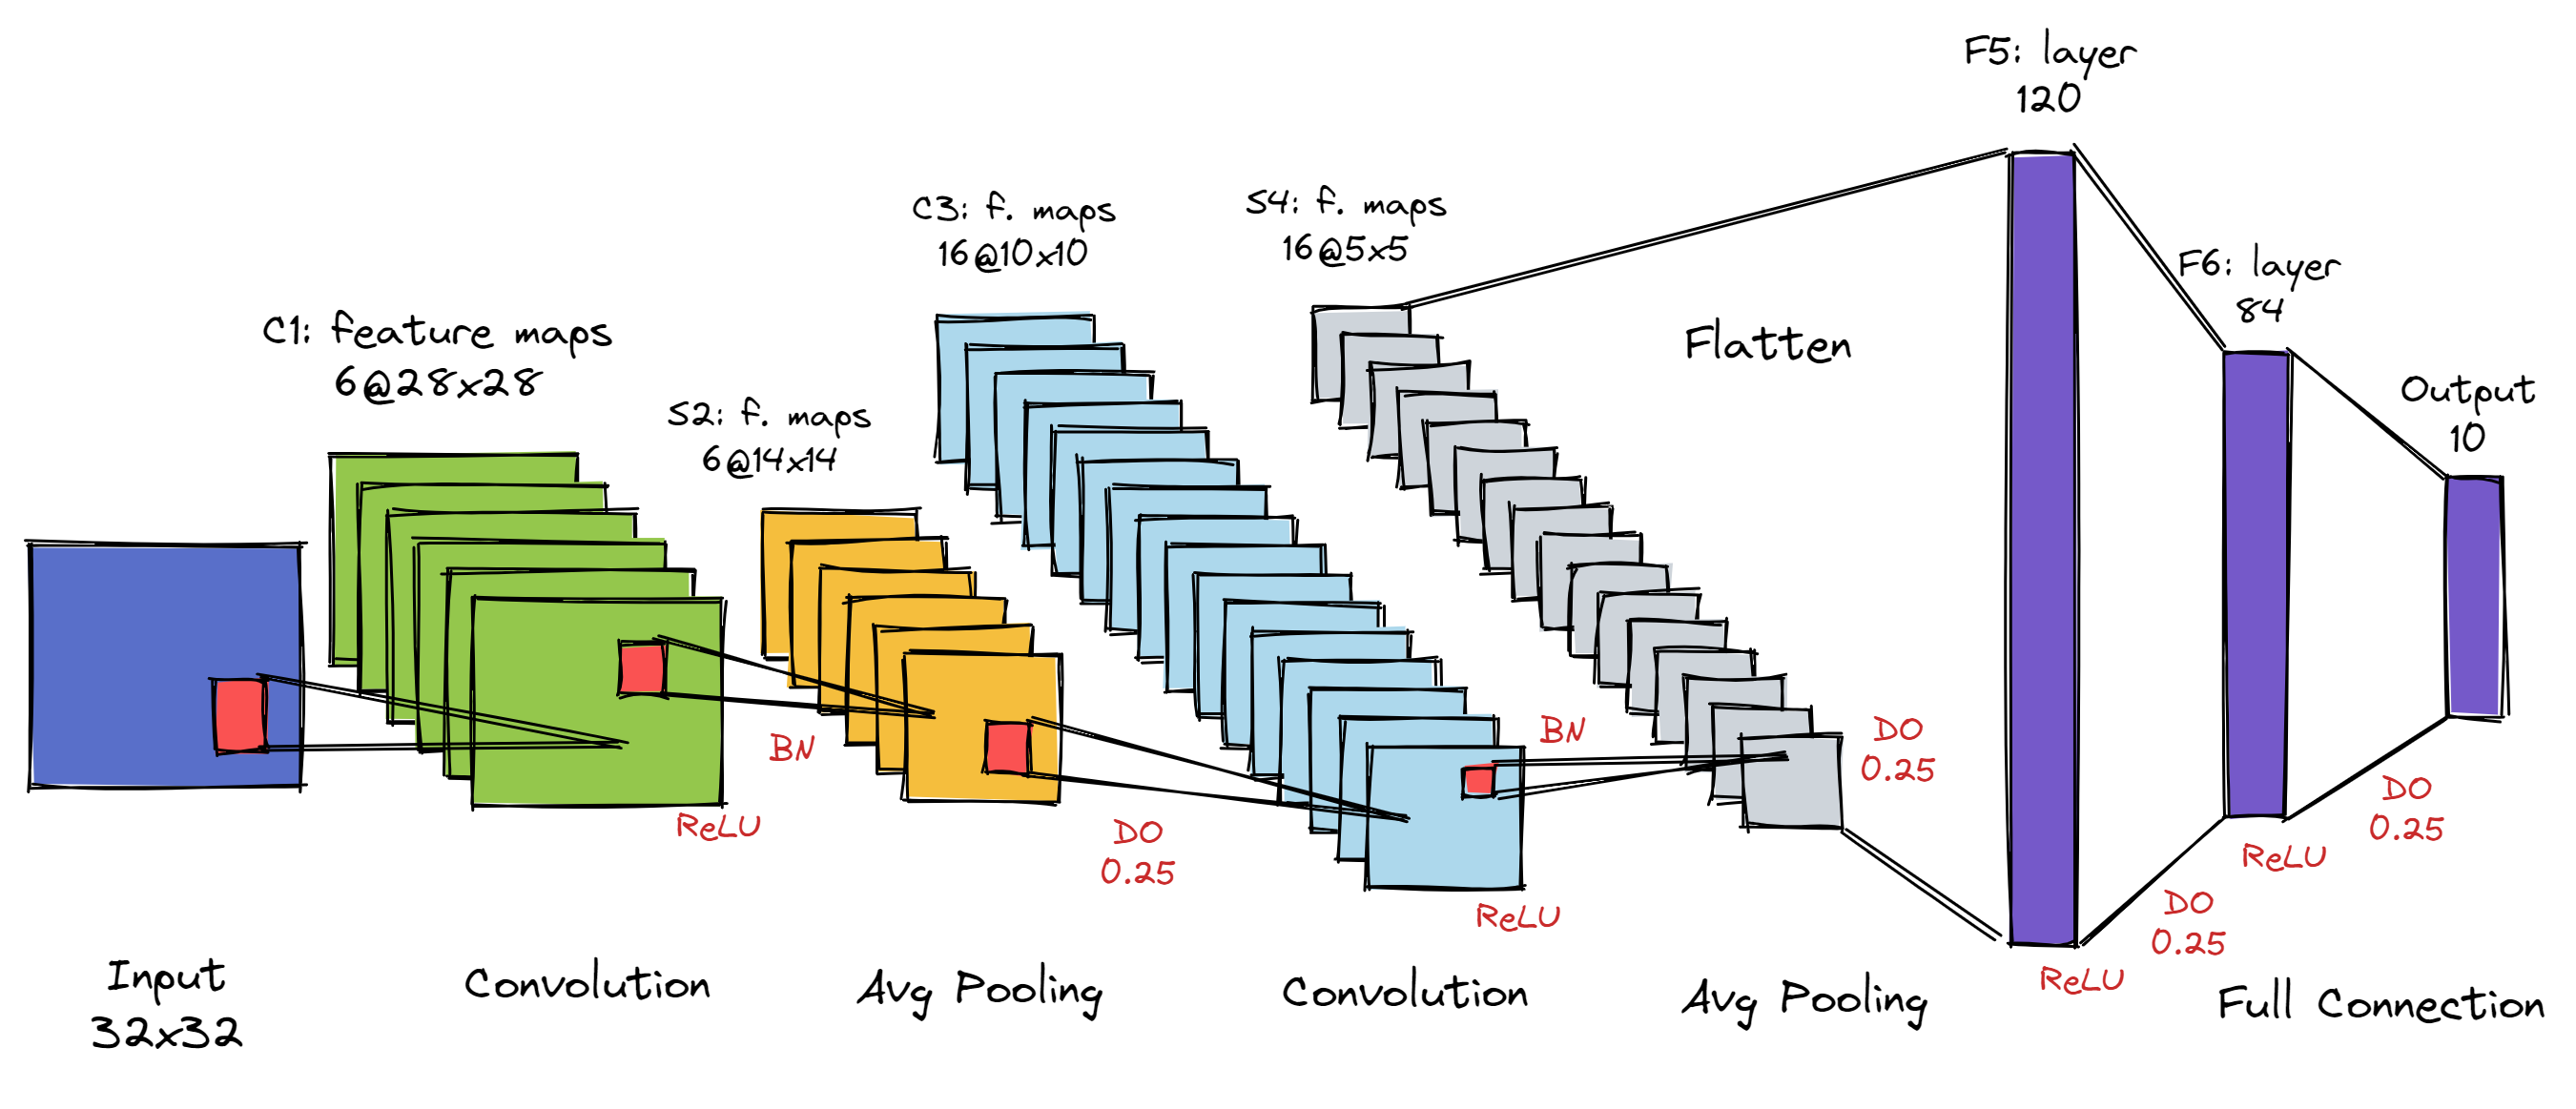 F5: layer
120
C3: f. maps
16@10x10
S4: f. maps
16@5x5
F6: layer
84
C1: feature maps
6@28x28
Flatten
Output
10
S2: f. maps
6@14x14
BN
BN
DO
0.25
ReLU
DO
0.25
DO
0.25
ReLU
ReLU
DO
0.25
ReLU
Input
32x32
Convolution
Avg Pooling
Convolution
Avg Pooling
Full Connection